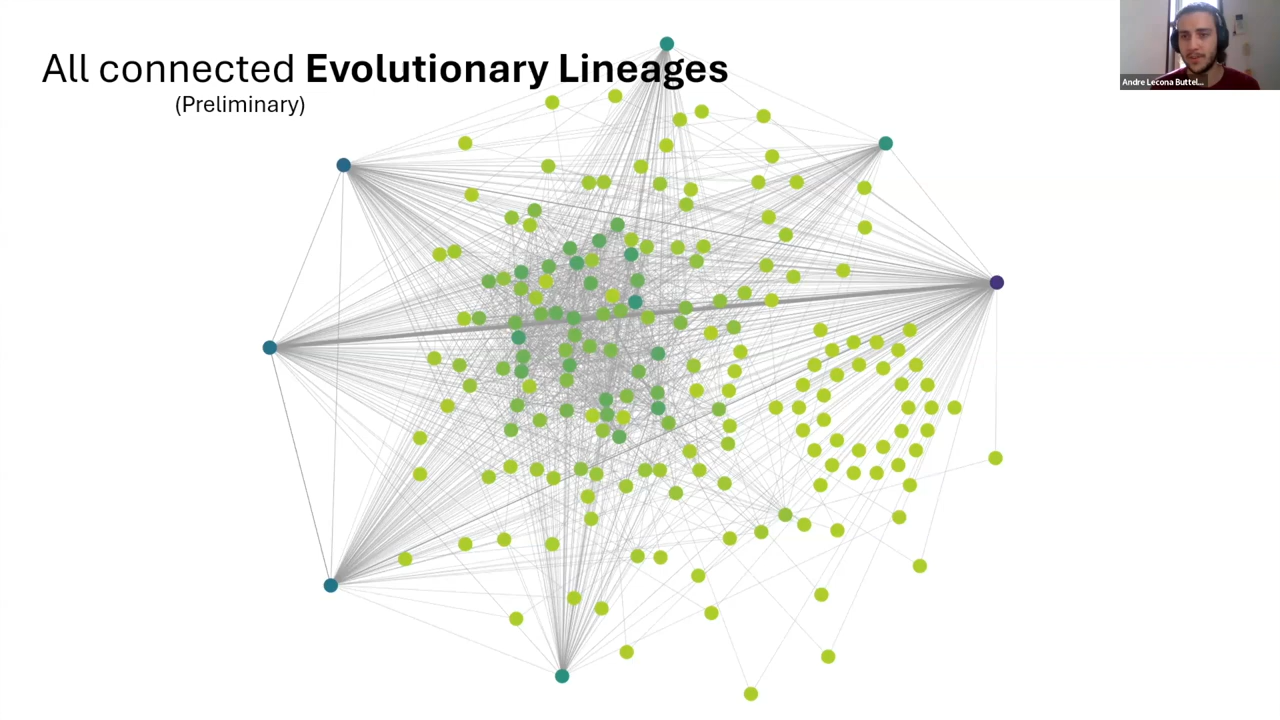 All connected Evolutionary Lineages
(Preliminary)
Andre Lecona Buttel...